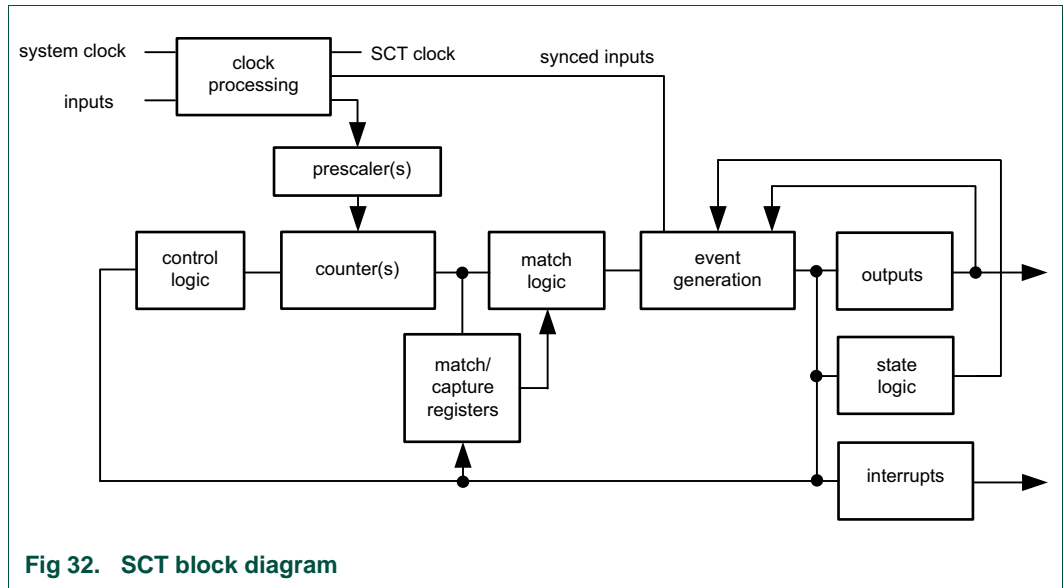 system clock
inputs
clock
processing
SCT clock
synced inputs
prescaler(s)
control
logic
counter(s)
match
logic
event
generation
outputs
match/
capture
registers
state
logic
interrupts
Fig 32. SCT block diagram